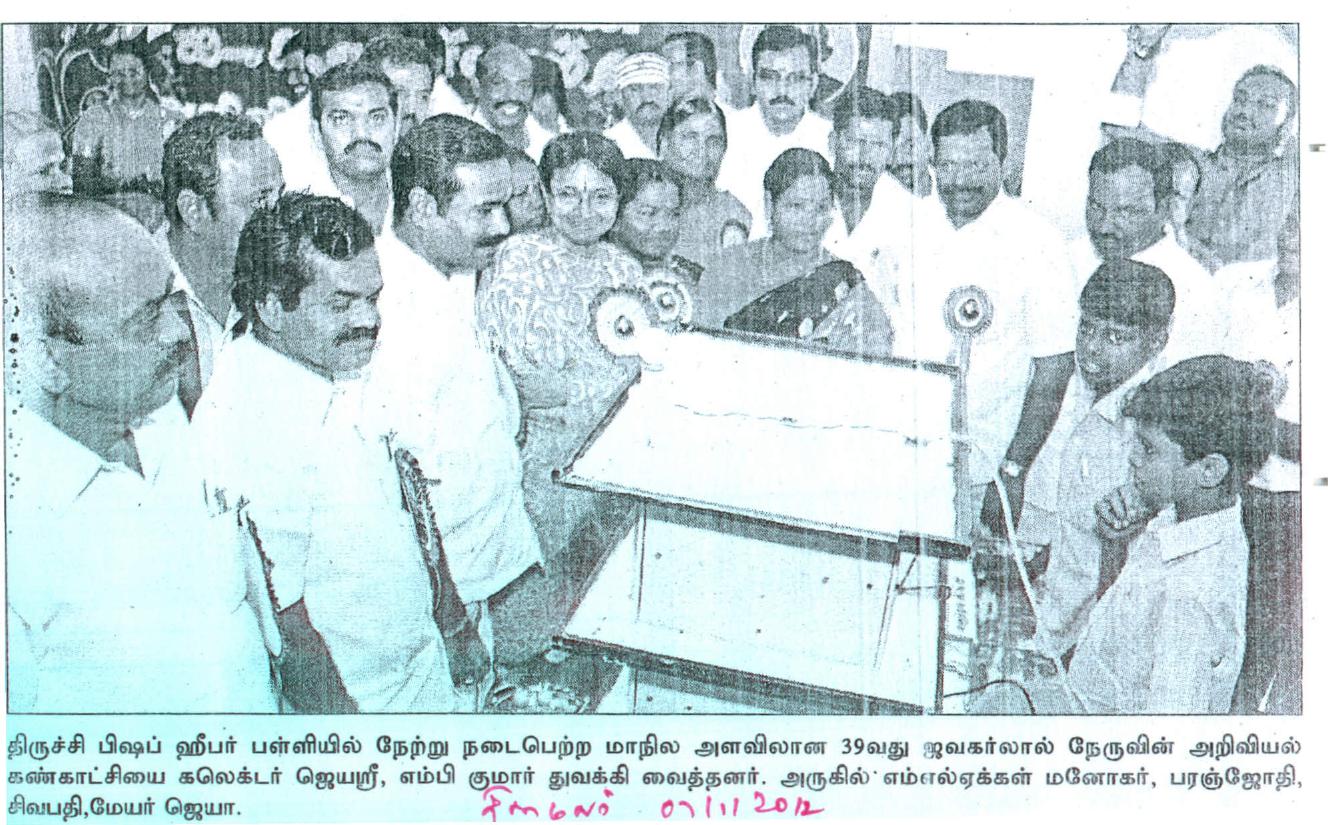 திருச்சி பிஷப் ஹீபர் பள்ளியில் நேற்று நடைபெற்ற மாநில அளவிலான 39வது ஜவகர்லால் நேருவின் அறிவியல்
கண்காட்சியை கலெக்டர் ஜெயஸ்ரீ, எம்பி குமார் துவக்கி வைத்தனர். அருகில் எம்எல்ஏக்கள் மனோகர், பரஞ்ஜோதி,
சிவபதி,மேயர் ஜெயா.
தினமலர் 07/11/2012